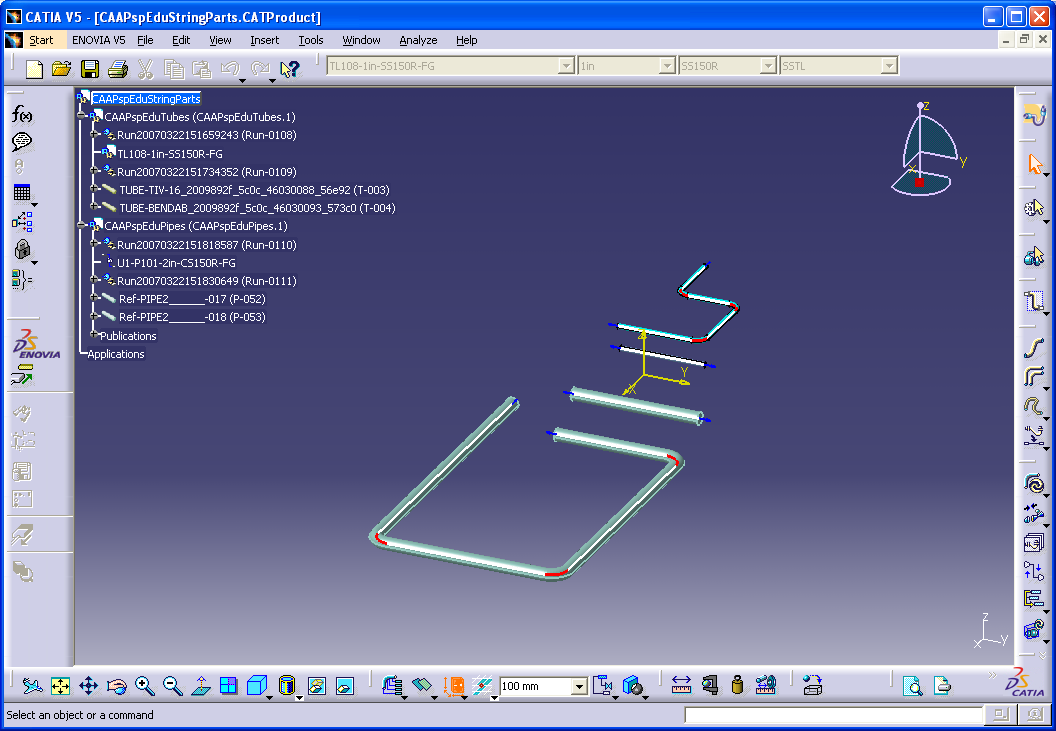 CATIA V5 - [CAAPspEduStringParts.CATProduct]
Start ENOVIA V5 File Edit View Insert Tools Window Analyze Help
TL108-1in-SS150R-FG 1in SS150R SSTL
CAAPspEduStringParts
CAAPspEduTubes (CAAPspEduTubes.1)
Run20070322151659243 (Run-0108)
TL108-1in-SS150R-FG
Run20070322151734352 (Run-0109)
TUBE-TIV-16_2009892f_5c0c_46030088_56e92 (T-003)
TUBE-BENDAB_2009892f_5c0c_46030093_573c0 (T-004)
CAAPspEduPipes (CAAPspEduPipes.1)
Run20070322151818587 (Run-0110)
U1-P101-2in-CS150R-FG
Run20070322151830649 (Run-0111)
Ref-PIPE2______-017 (P-052)
Ref-PIPE2______-018 (P-053)
Publications
Applications
z
y
x
Y
X
f(x)
ENOVIA
z
y
x
100 mm
CATIA
Select an object or a command